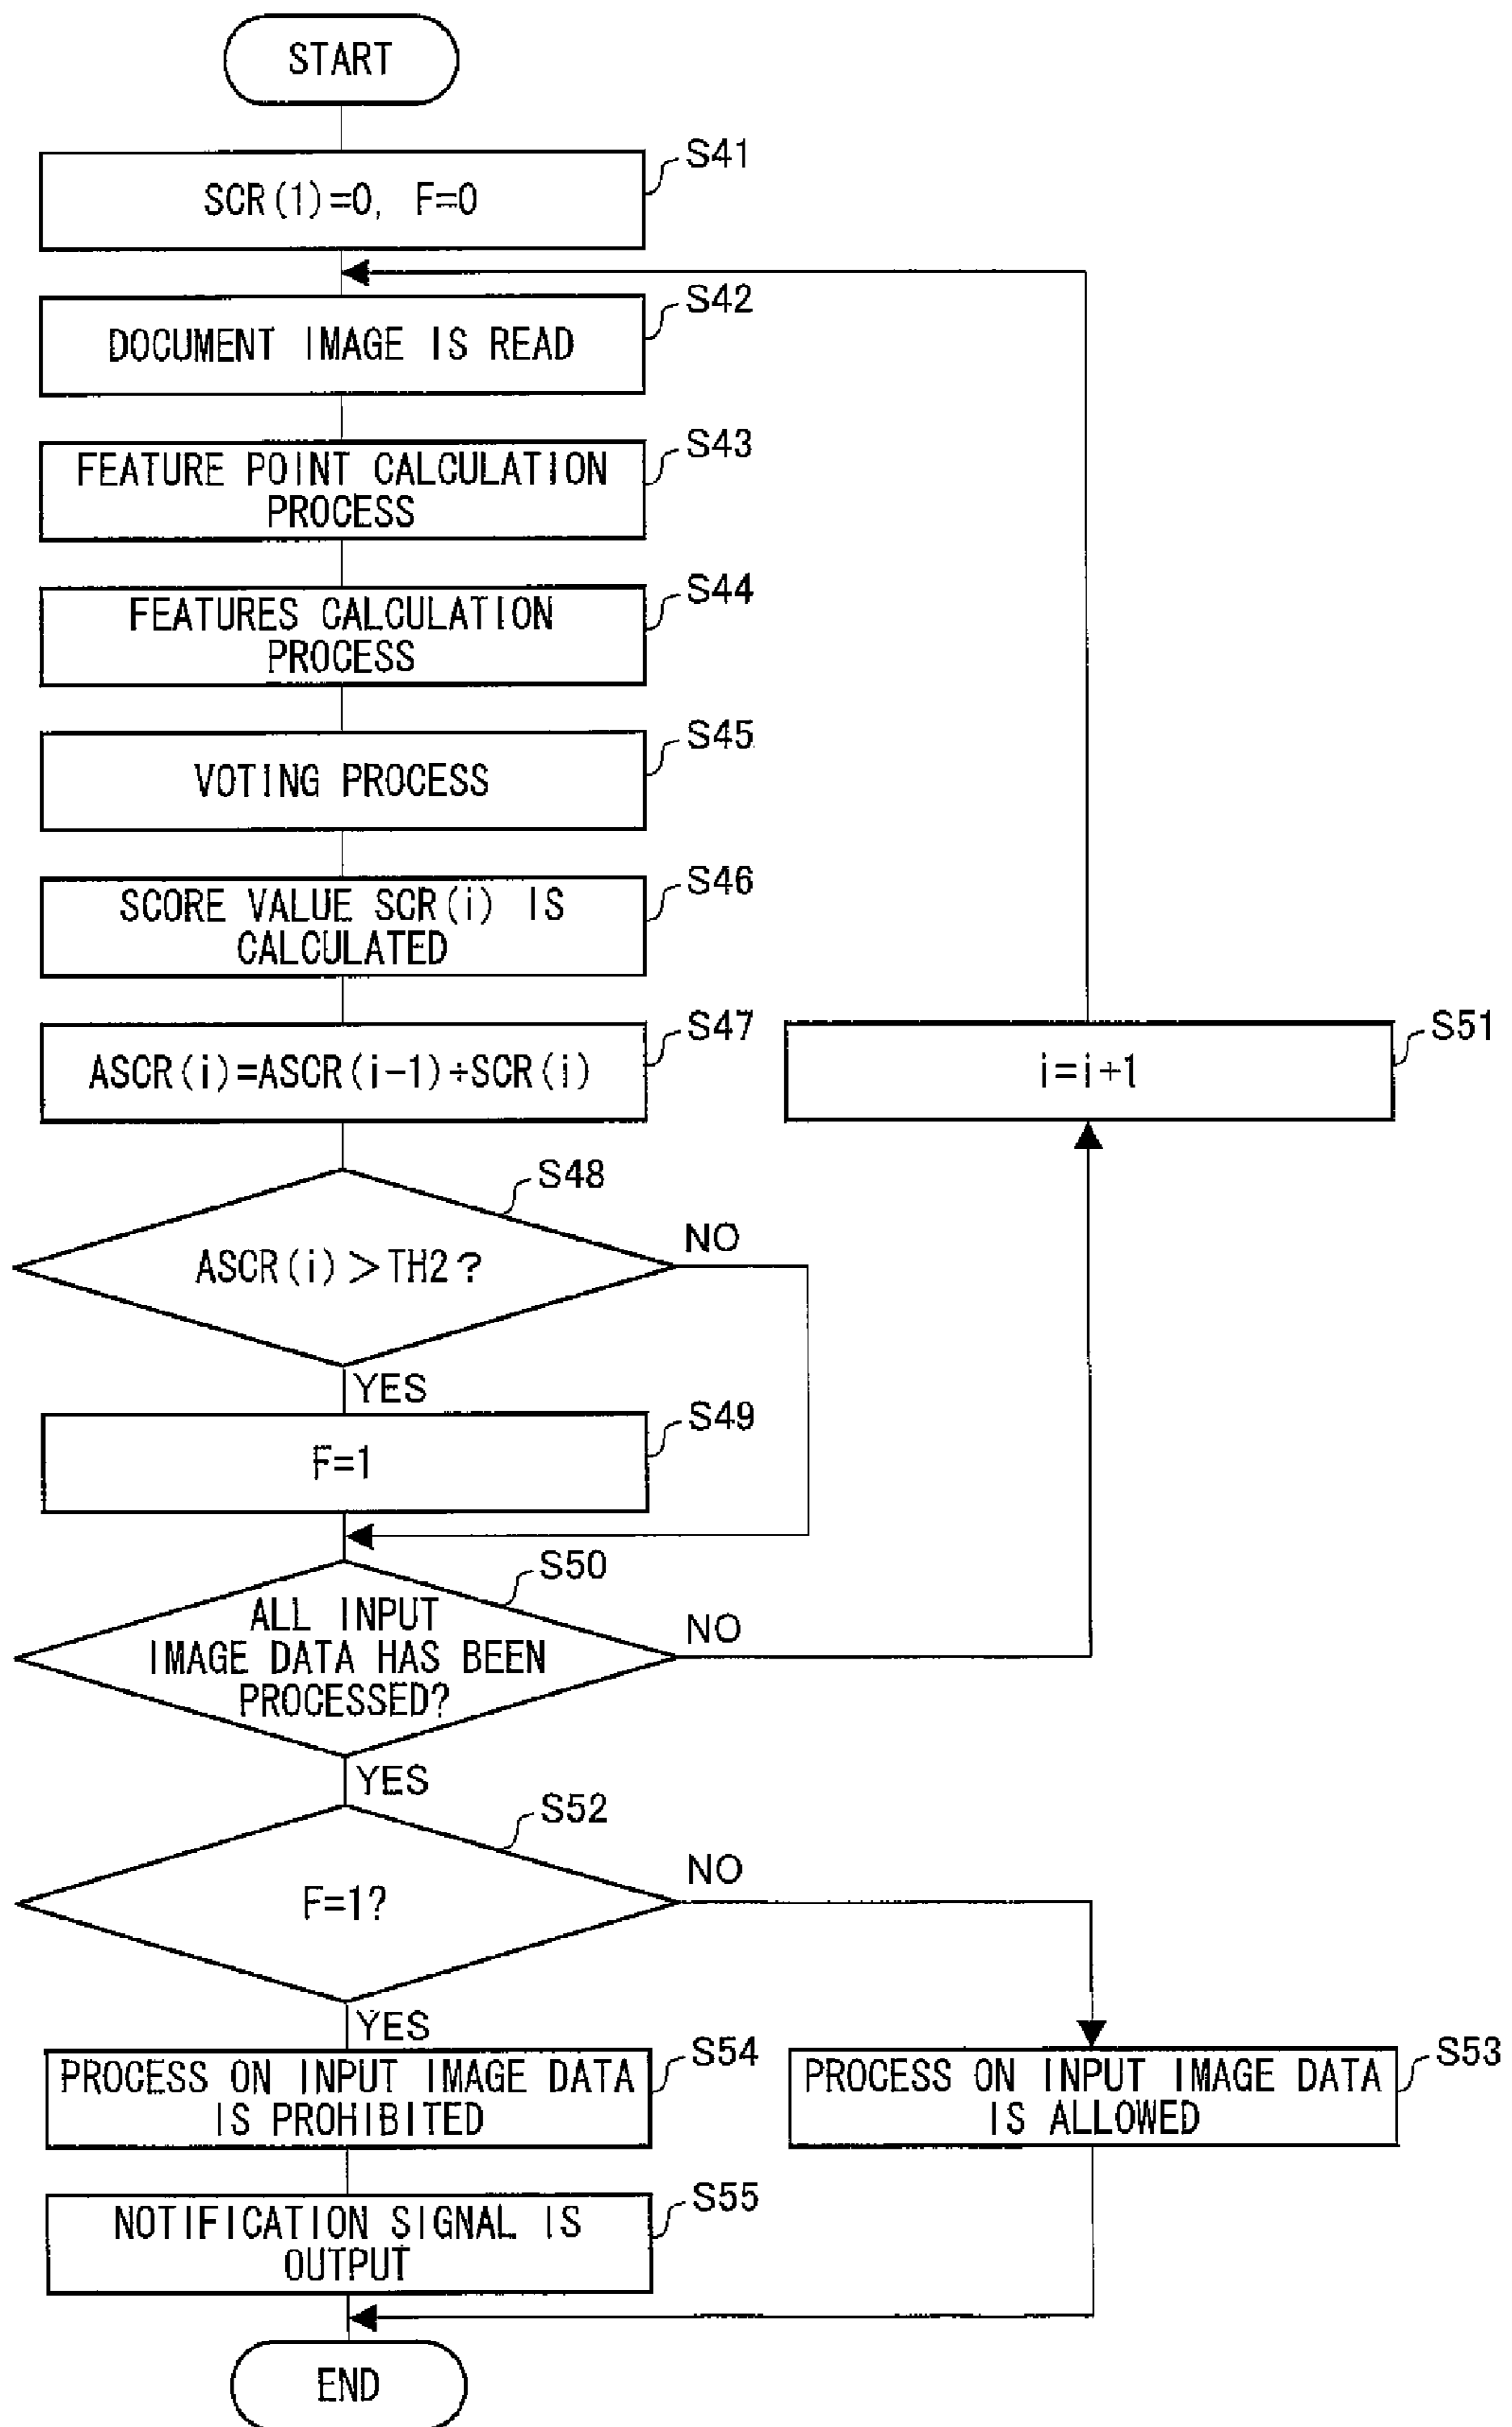 START
S41
SCR(1)=0, F=0
S42
DOCUMENT IMAGE IS READ
S43
FEATURE POINT CALCULATION
PROCESS
S44
FEATURES CALCULATION
PROCESS
S45
VOTING PROCESS
S46
SCORE VALUE SCR(i) IS
CALCULATED
S47
ASCR(i)=ASCR(i-1)+SCR(i)
S51
i=i+1
S48
ASCR(i)>TH2?
NO
YES
S49
F=1
S50
ALL INPUT
IMAGE DATA HAS BEEN
PROCESSED?
NO
YES
S52
F=1?
NO
YES
S54
PROCESS ON INPUT IMAGE DATA
IS PROHIBITED
S53
PROCESS ON INPUT IMAGE DATA
IS ALLOWED
S55
NOTIFICATION SIGNAL IS
OUTPUT
END